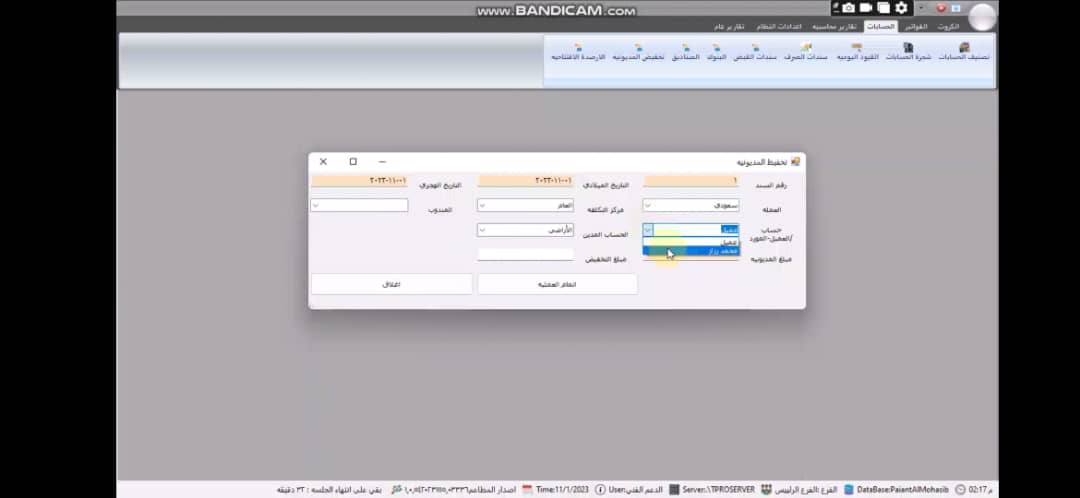 www.BANDICAM.com
الكروت الفواتير الحسابات تقارير محاسبيه اعدادات النظام تقارير عام
تصنيف الحسابات شجرة الحسابات القيود اليوميه سندات الصرف سندات القبض البنوك الصناديق تخفيض المديونيه الارصدة الافتتاحيه
تخفيظ المديونيه
رقم السند ١ التاريخ الميلادي ٢٠٢٣-١١-٠١ التاريخ الهجري ٢٠٢٣-١١-٠١
العمله سعودي مركز التكلفه العام المندوب
حساب العميل-المورد/ عميل الحساب المدين الأراضي
عميل
محمد رزاز
مبلغ المديونيه مبلغ التخفيض
اتمام العمليه اغلاق
02:17 م DataBase:PaiantAlMohasib الفرع:الفرع الرئيسي Server:.\TPROSERVER الدعم الفني:User Time:11/1/2023 اصدار المطاعم بقي على انتهاء الجلسه : ٣٢ دقيقه